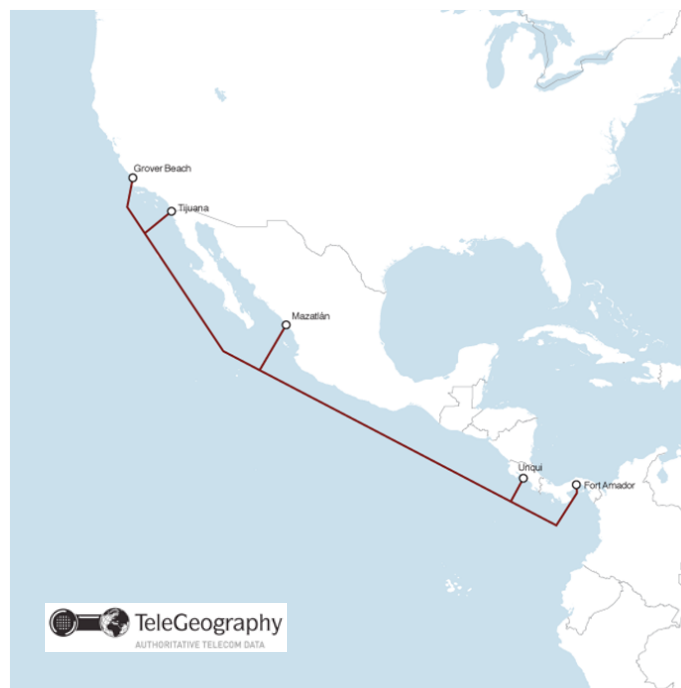 Grover Beach
Tijuana
Mazatlán
Unqui
Fort Amador
TeleGeography
AUTHORITATIVE TELECOM DATA